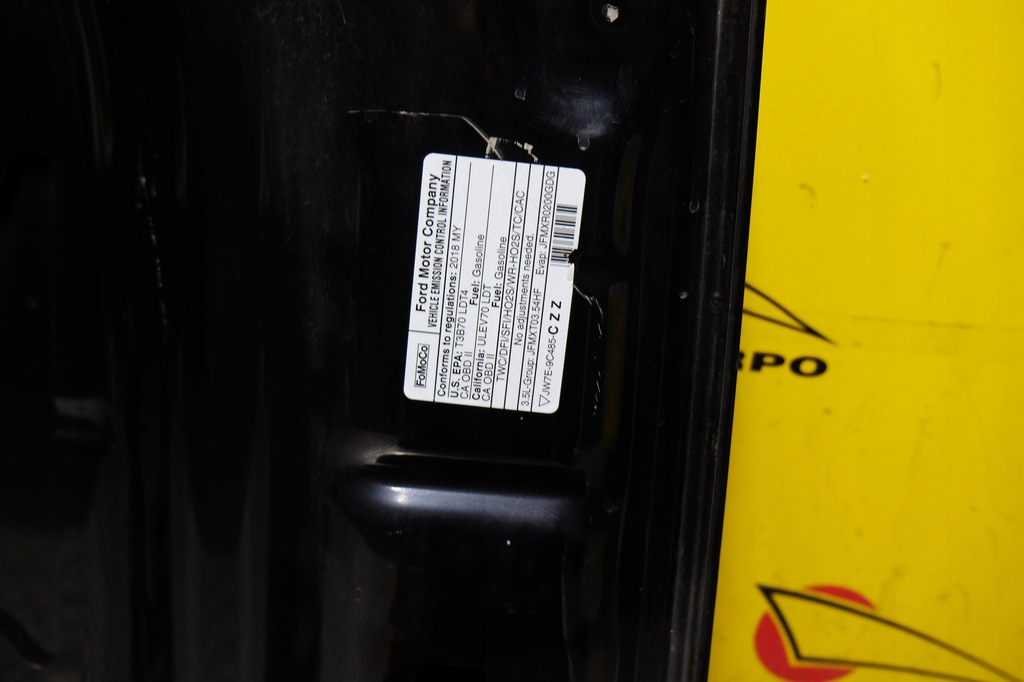 FoMoCo
Ford Motor Company
VEHICLE EMISSION CONTROL INFORMATION
Conforms to regulations: 2018 MY
U.S. EPA: T3B70 LDT4 Fuel: Gasoline
CA OBD II
California: ULEV70 LDT Fuel: Gasoline
CA OBD II
TWC/DFI/SFI/HO2S/WR-HO2S/TC/CAC
No adjustments needed.
3.5L-Group: JFMXT03.54HF Evap: JFMXR0200GDG
JW7E-9C485-CZZ